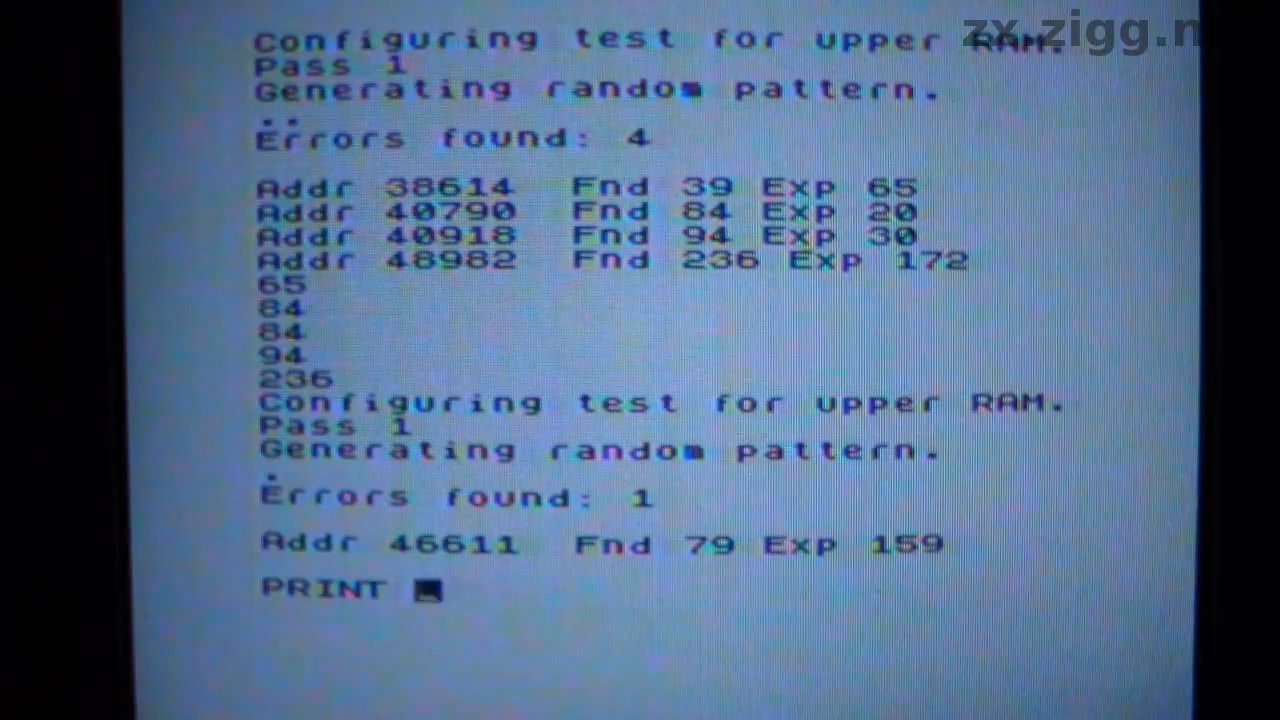 zx.zigg.n
Configuring test for upper RAM.
Pass 1
Generating random pattern.
..
Errors found: 4
Addr 38614 Fnd 39 Exp 65
Addr 40790 Fnd 84 Exp 20
Addr 40918 Fnd 94 Exp 30
Addr 48982 Fnd 236 Exp 172
65
84
84
94
236
Configuring test for upper RAM.
Pass 1
Generating random pattern.
.
Errors found: 1
Addr 46611 Fnd 79 Exp 159
PRINT